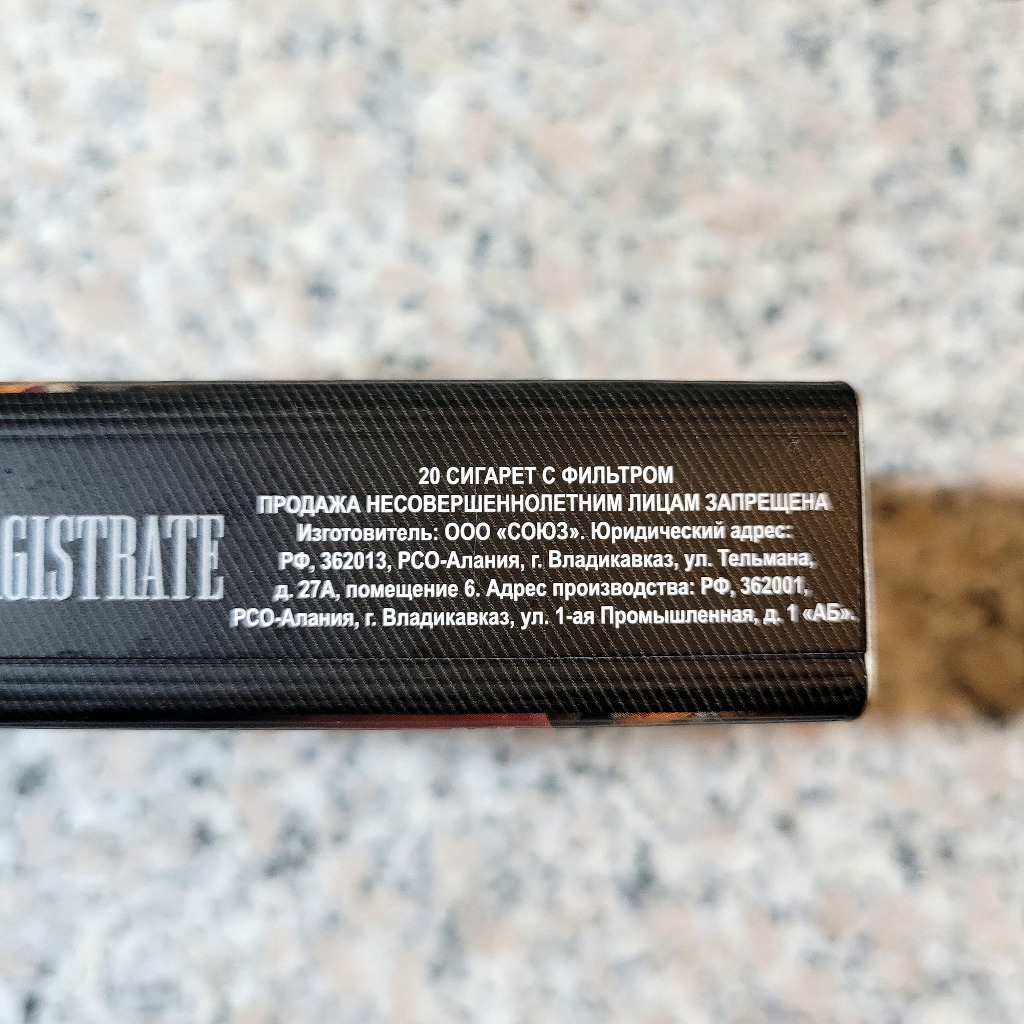 GISTRATE
20 СИГАРЕТ С ФИЛЬТРОМ
ПРОДАЖА НЕСОВЕРШЕННОЛЕТНИМ ЛИЦАМ ЗАПРЕЩЕНА
Изготовитель: ООО «СОЮЗ». Юридический адрес:
РФ, 362013, РСО-Алания, г. Владикавказ, ул. Тельмана,
д. 27А, помещение 6. Адрес производства: РФ, 362001,
РСО-Алания, г. Владикавказ, ул. 1-ая Промышленная, д. 1 «АБ».